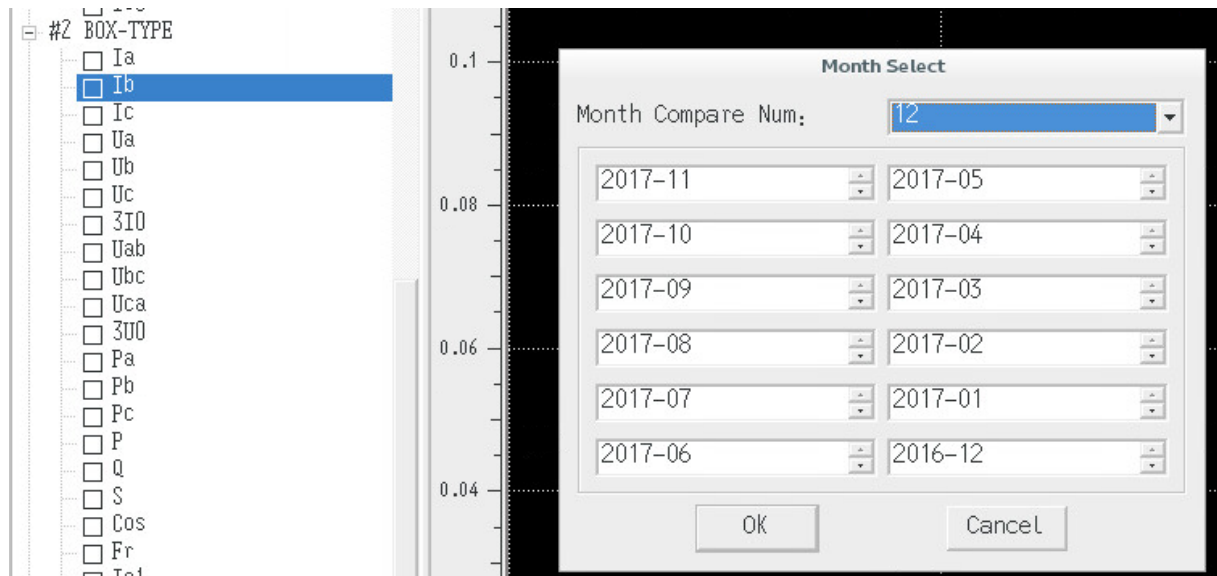 #2 BOX-TYPE
Ia
Ib
Ic
Ua
Ub
Uc
3I0
Uab
Ubc
Uca
3U0
Pa
Pb
Pc
P
Q
S
Cos
Fr
0.1
0.08
0.06
0.04
Month Select
Month Compare Num: 12
2017-11 2017-05
2017-10 2017-04
2017-09 2017-03
2017-08 2017-02
2017-07 2017-01
2017-06 2016-12
OK Cancel